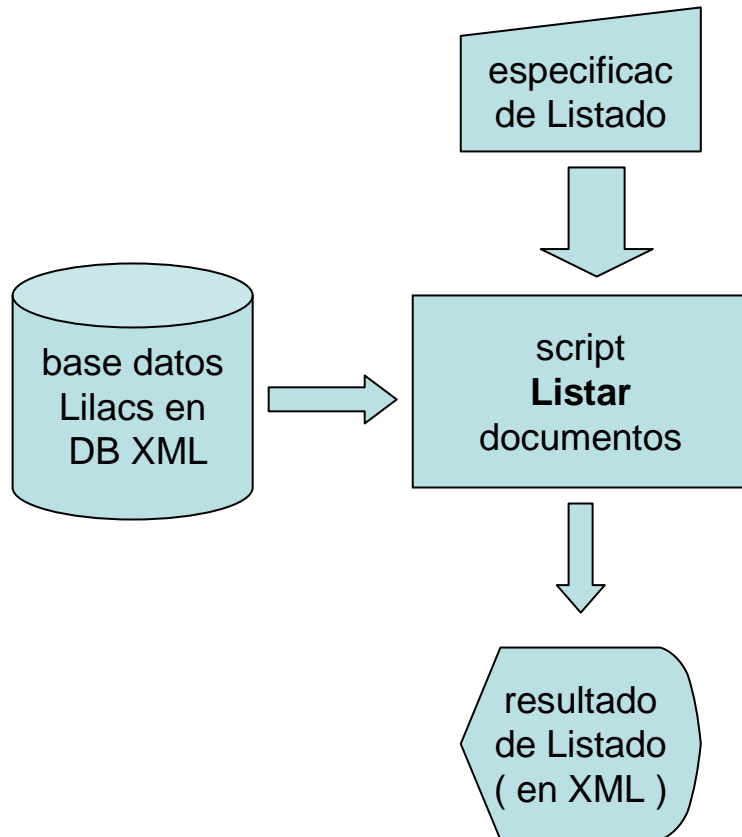 especificac
de Listado
base datos
Lilacs en
DB XML
script
Listar
documentos
resultado
de Listado
( en XML )